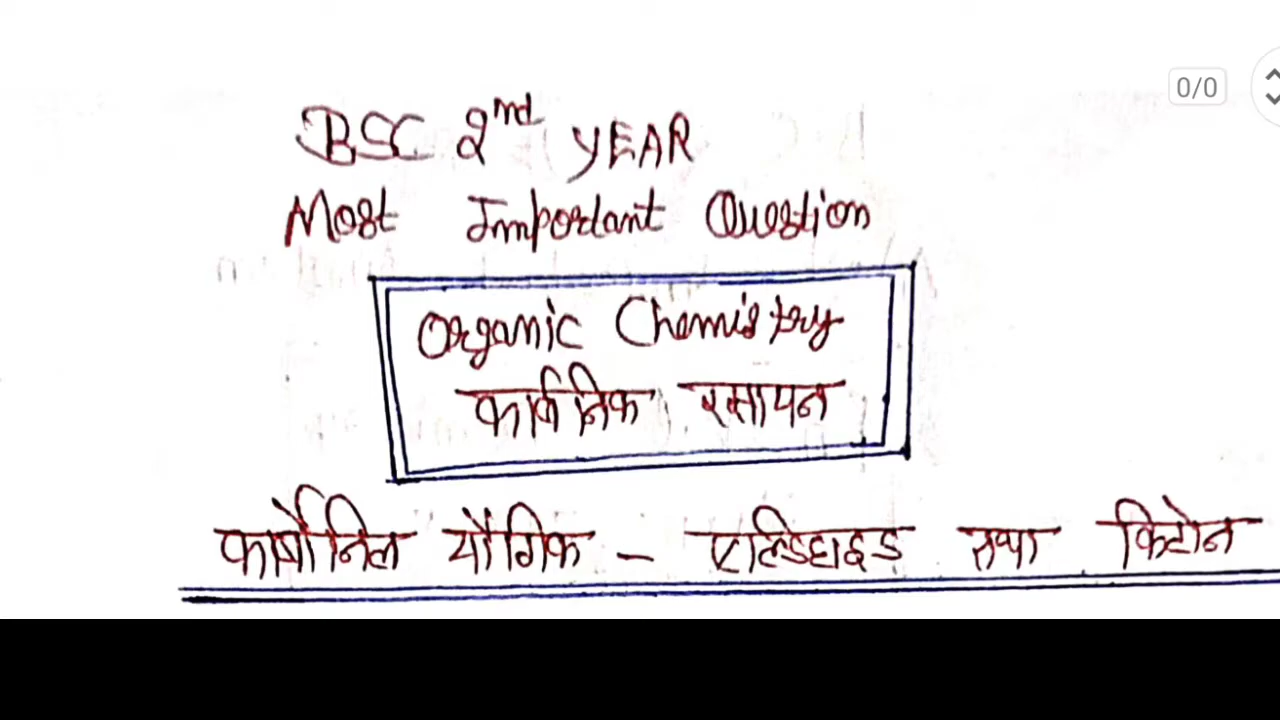 0/0
BSC 2nd YEAR
Most Important Question
Organic Chemistry
कार्बनिक रसायन
कार्बोनिल यौगिक - एल्डिहाइड तथा किटोन